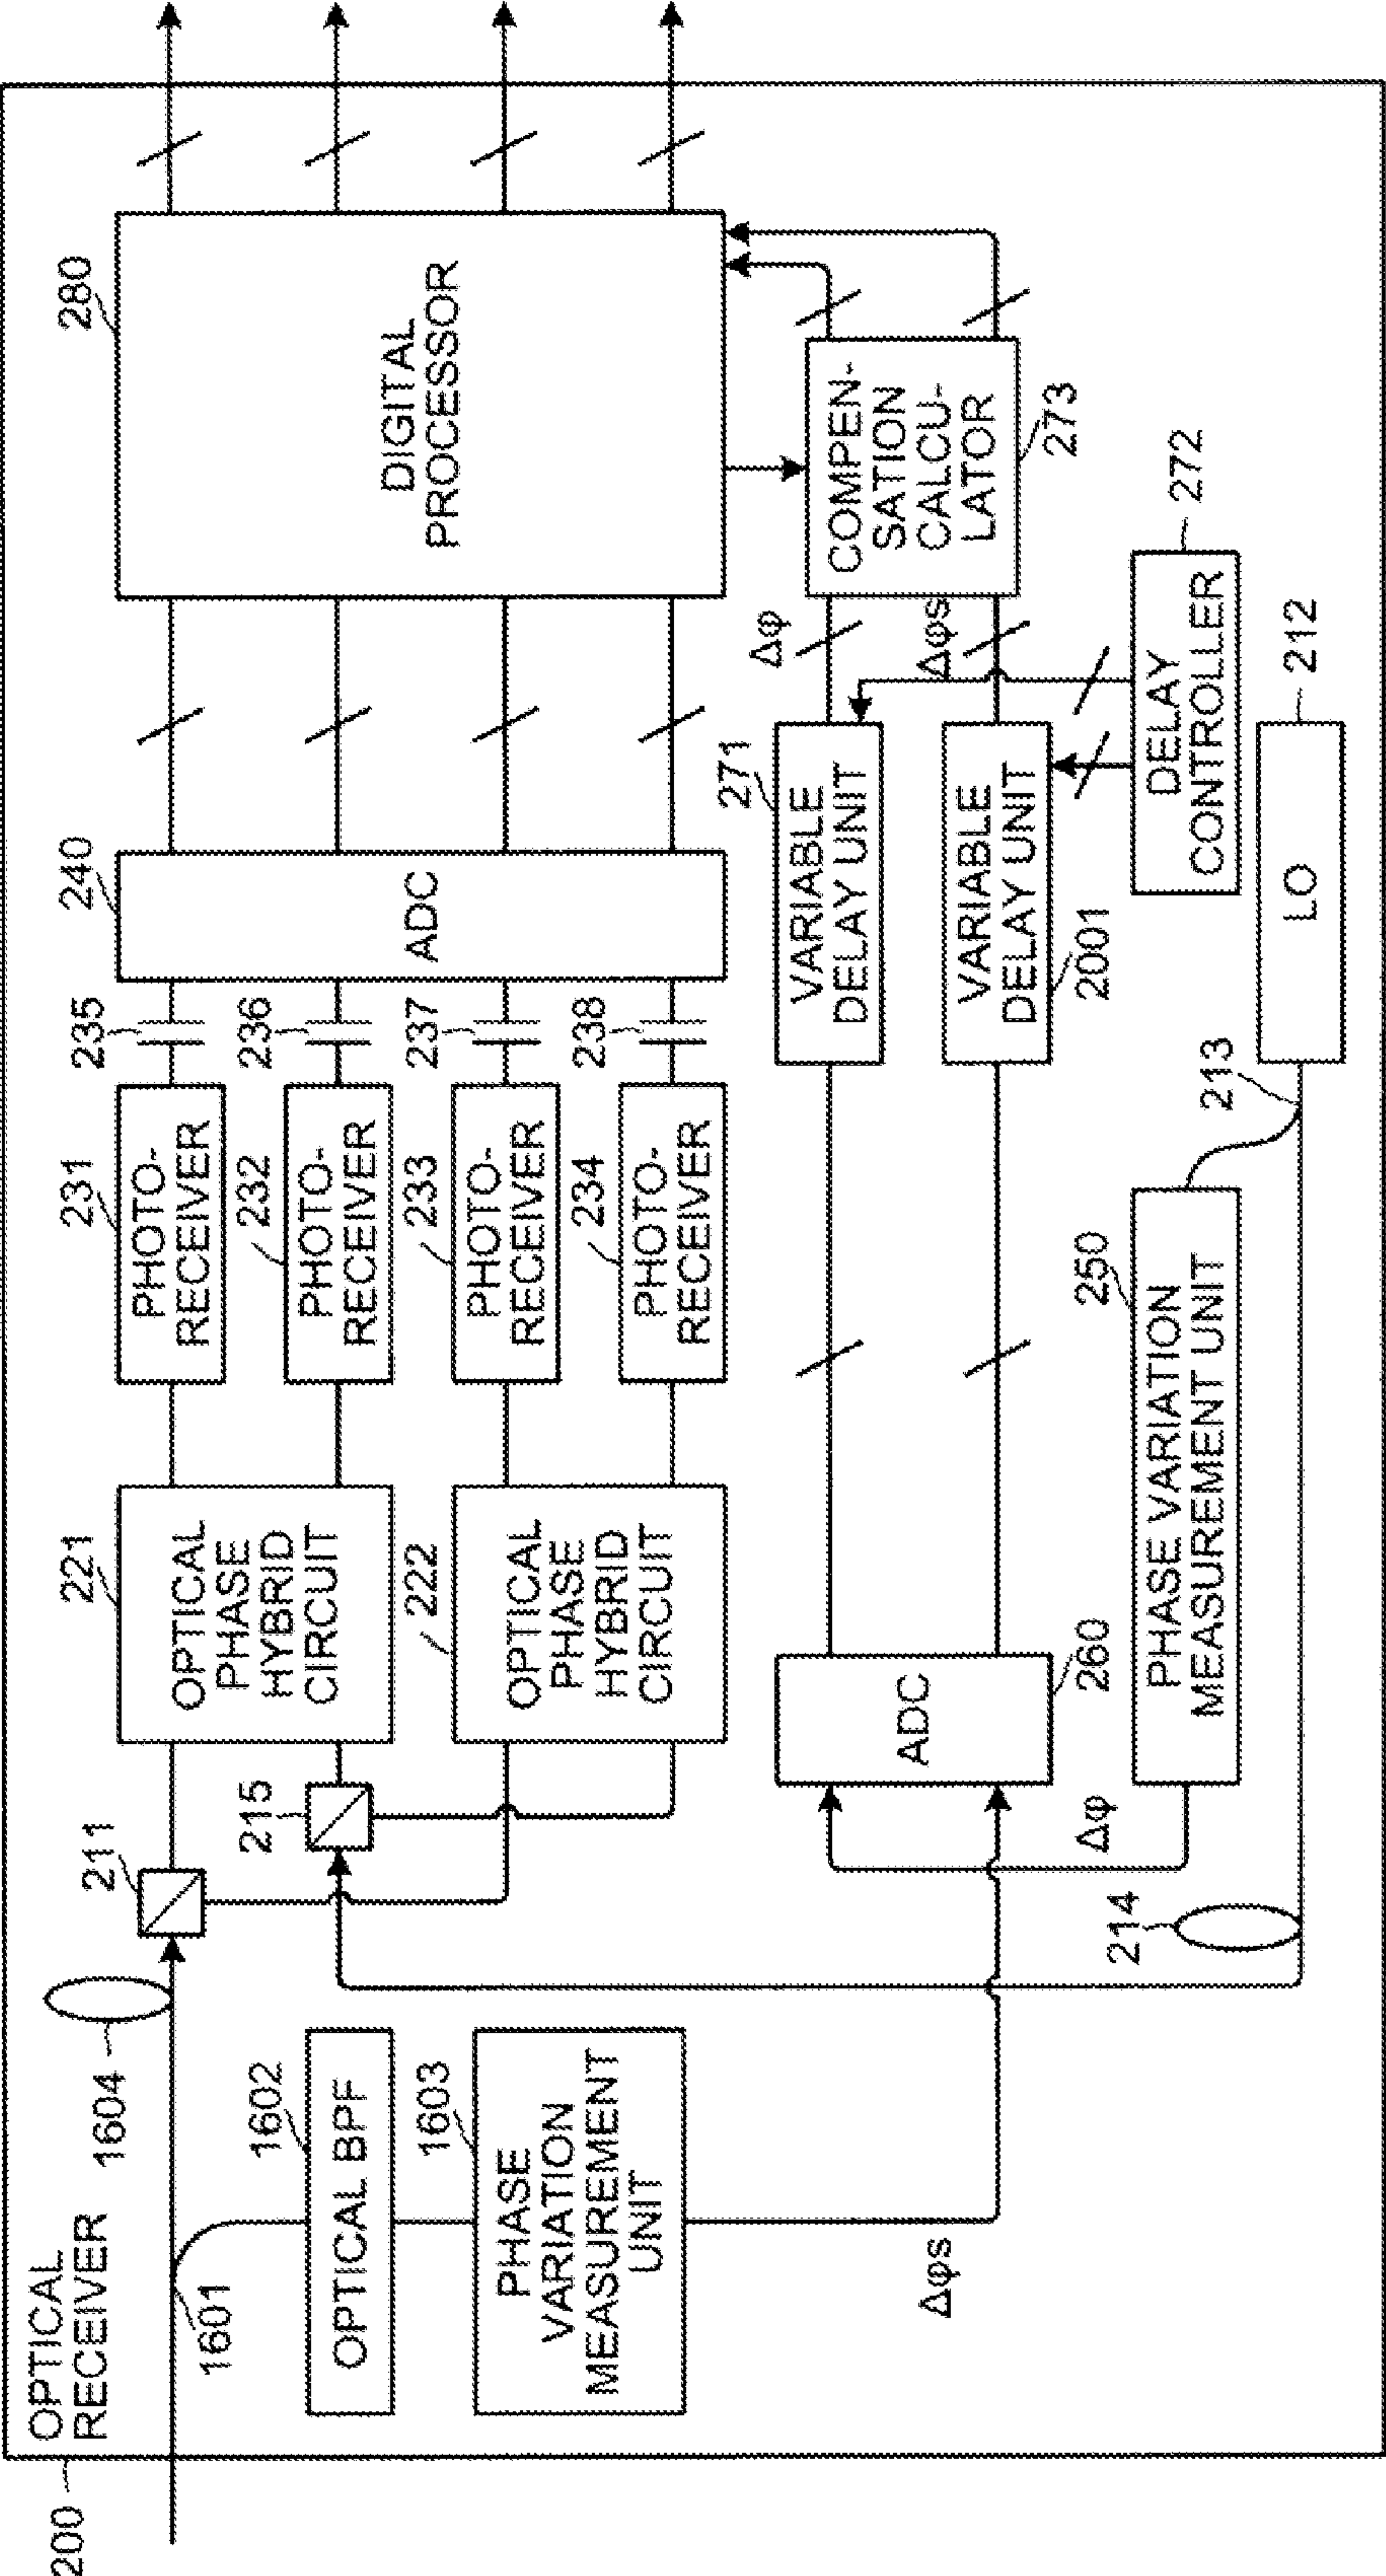 200
OPTICAL
RECEIVER
1601
1604
OPTICAL BPF
1602
PHASE
VARIATION
MEASUREMENT
UNIT
1603
Δφs
211
215
221
OPTICAL
PHASE
HYBRID
CIRCUIT
222
OPTICAL
PHASE
HYBRID
CIRCUIT
231
PHOTO-
RECEIVER
232
PHOTO-
RECEIVER
233
PHOTO-
RECEIVER
234
PHOTO-
RECEIVER
235
236
237
238
240
ADC
280
DIGITAL
PROCESSOR
ADC
260
271
VARIABLE
DELAY UNIT
VARIABLE
DELAY UNIT
2001
Δφ
Δφs
COMPEN-
SATION
CALCU-
LATOR
273
214
Δφ
250
PHASE VARIATION
MEASUREMENT UNIT
213
DELAY
CONTROLLER
272
LO
212